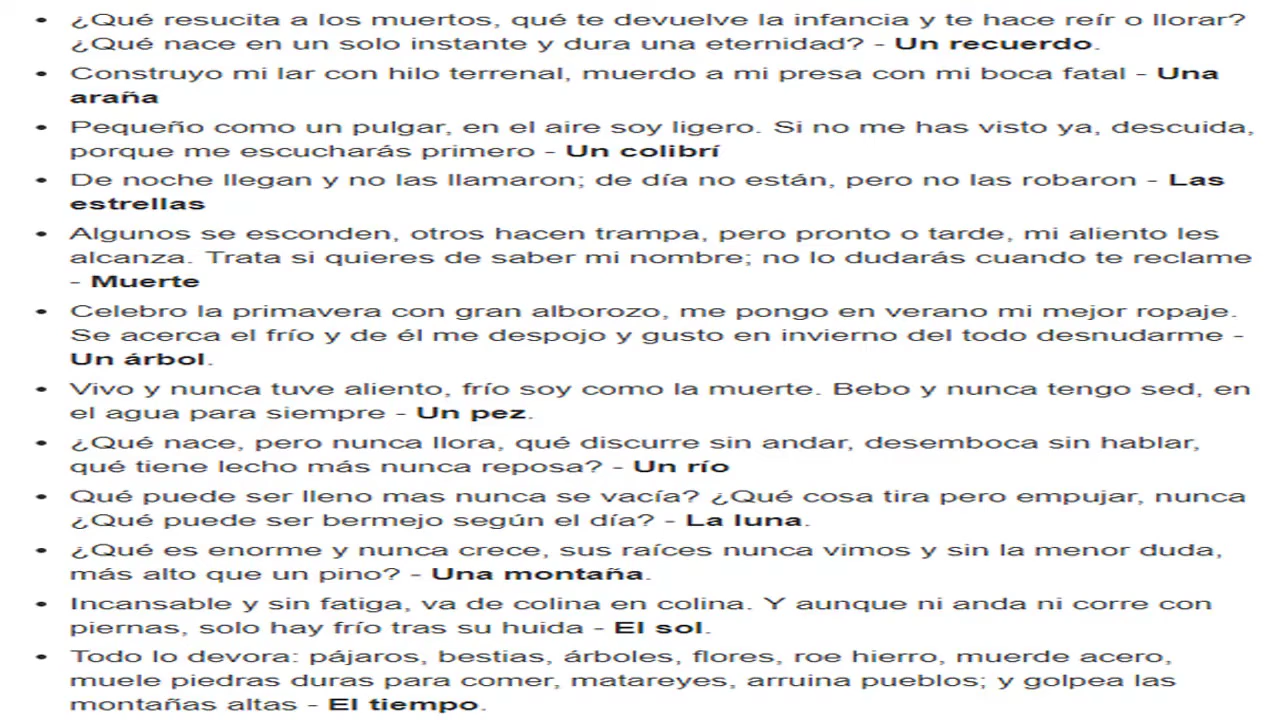 • ¿Qué resucita a los muertos, qué te devuelve la infancia y te hace reír o llorar?
¿Qué nace en un solo instante y dura una eternidad? - Un recuerdo.
• Construyo mi lar con hilo terrenal, muerdo a mi presa con mi boca fatal - Una
araña
• Pequeño como un pulgar, en el aire soy ligero. Si no me has visto ya, descuida,
porque me escucharás primero - Un colibrí
• De noche llegan y no las llamaron; de día no están, pero no las robaron - Las
estrellas
• Algunos se esconden, otros hacen trampa, pero pronto o tarde, mi aliento les
alcanza. Trata si quieres de saber mi nombre; no lo dudarás cuando te reclame
- Muerte
• Celebro la primavera con gran alborozo, me pongo en verano mi mejor ropaje.
Se acerca el frío y de él me despojo y gusto en invierno del todo desnudarme -
Un árbol.
• Vivo y nunca tuve aliento, frío soy como la muerte. Bebo y nunca tengo sed, en
el agua para siempre - Un pez.
• ¿Qué nace, pero nunca llora, qué discurre sin andar, desemboca sin hablar,
qué tiene lecho más nunca reposa? - Un río
• Qué puede ser lleno mas nunca se vacía? ¿Qué cosa tira pero empujar, nunca
¿Qué puede ser bermejo según el día? - La luna.
• ¿Qué es enorme y nunca crece, sus raíces nunca vimos y sin la menor duda,
más alto que un pino? - Una montaña.
• Incansable y sin fatiga, va de colina en colina. Y aunque ni anda ni corre con
piernas, solo hay frío tras su huida - El sol.
• Todo lo devora: pájaros, bestias, árboles, flores, roe hierro, muerde acero,
muele piedras duras para comer, matareyes, arruina pueblos; y golpea las
montañas altas - El tiempo.